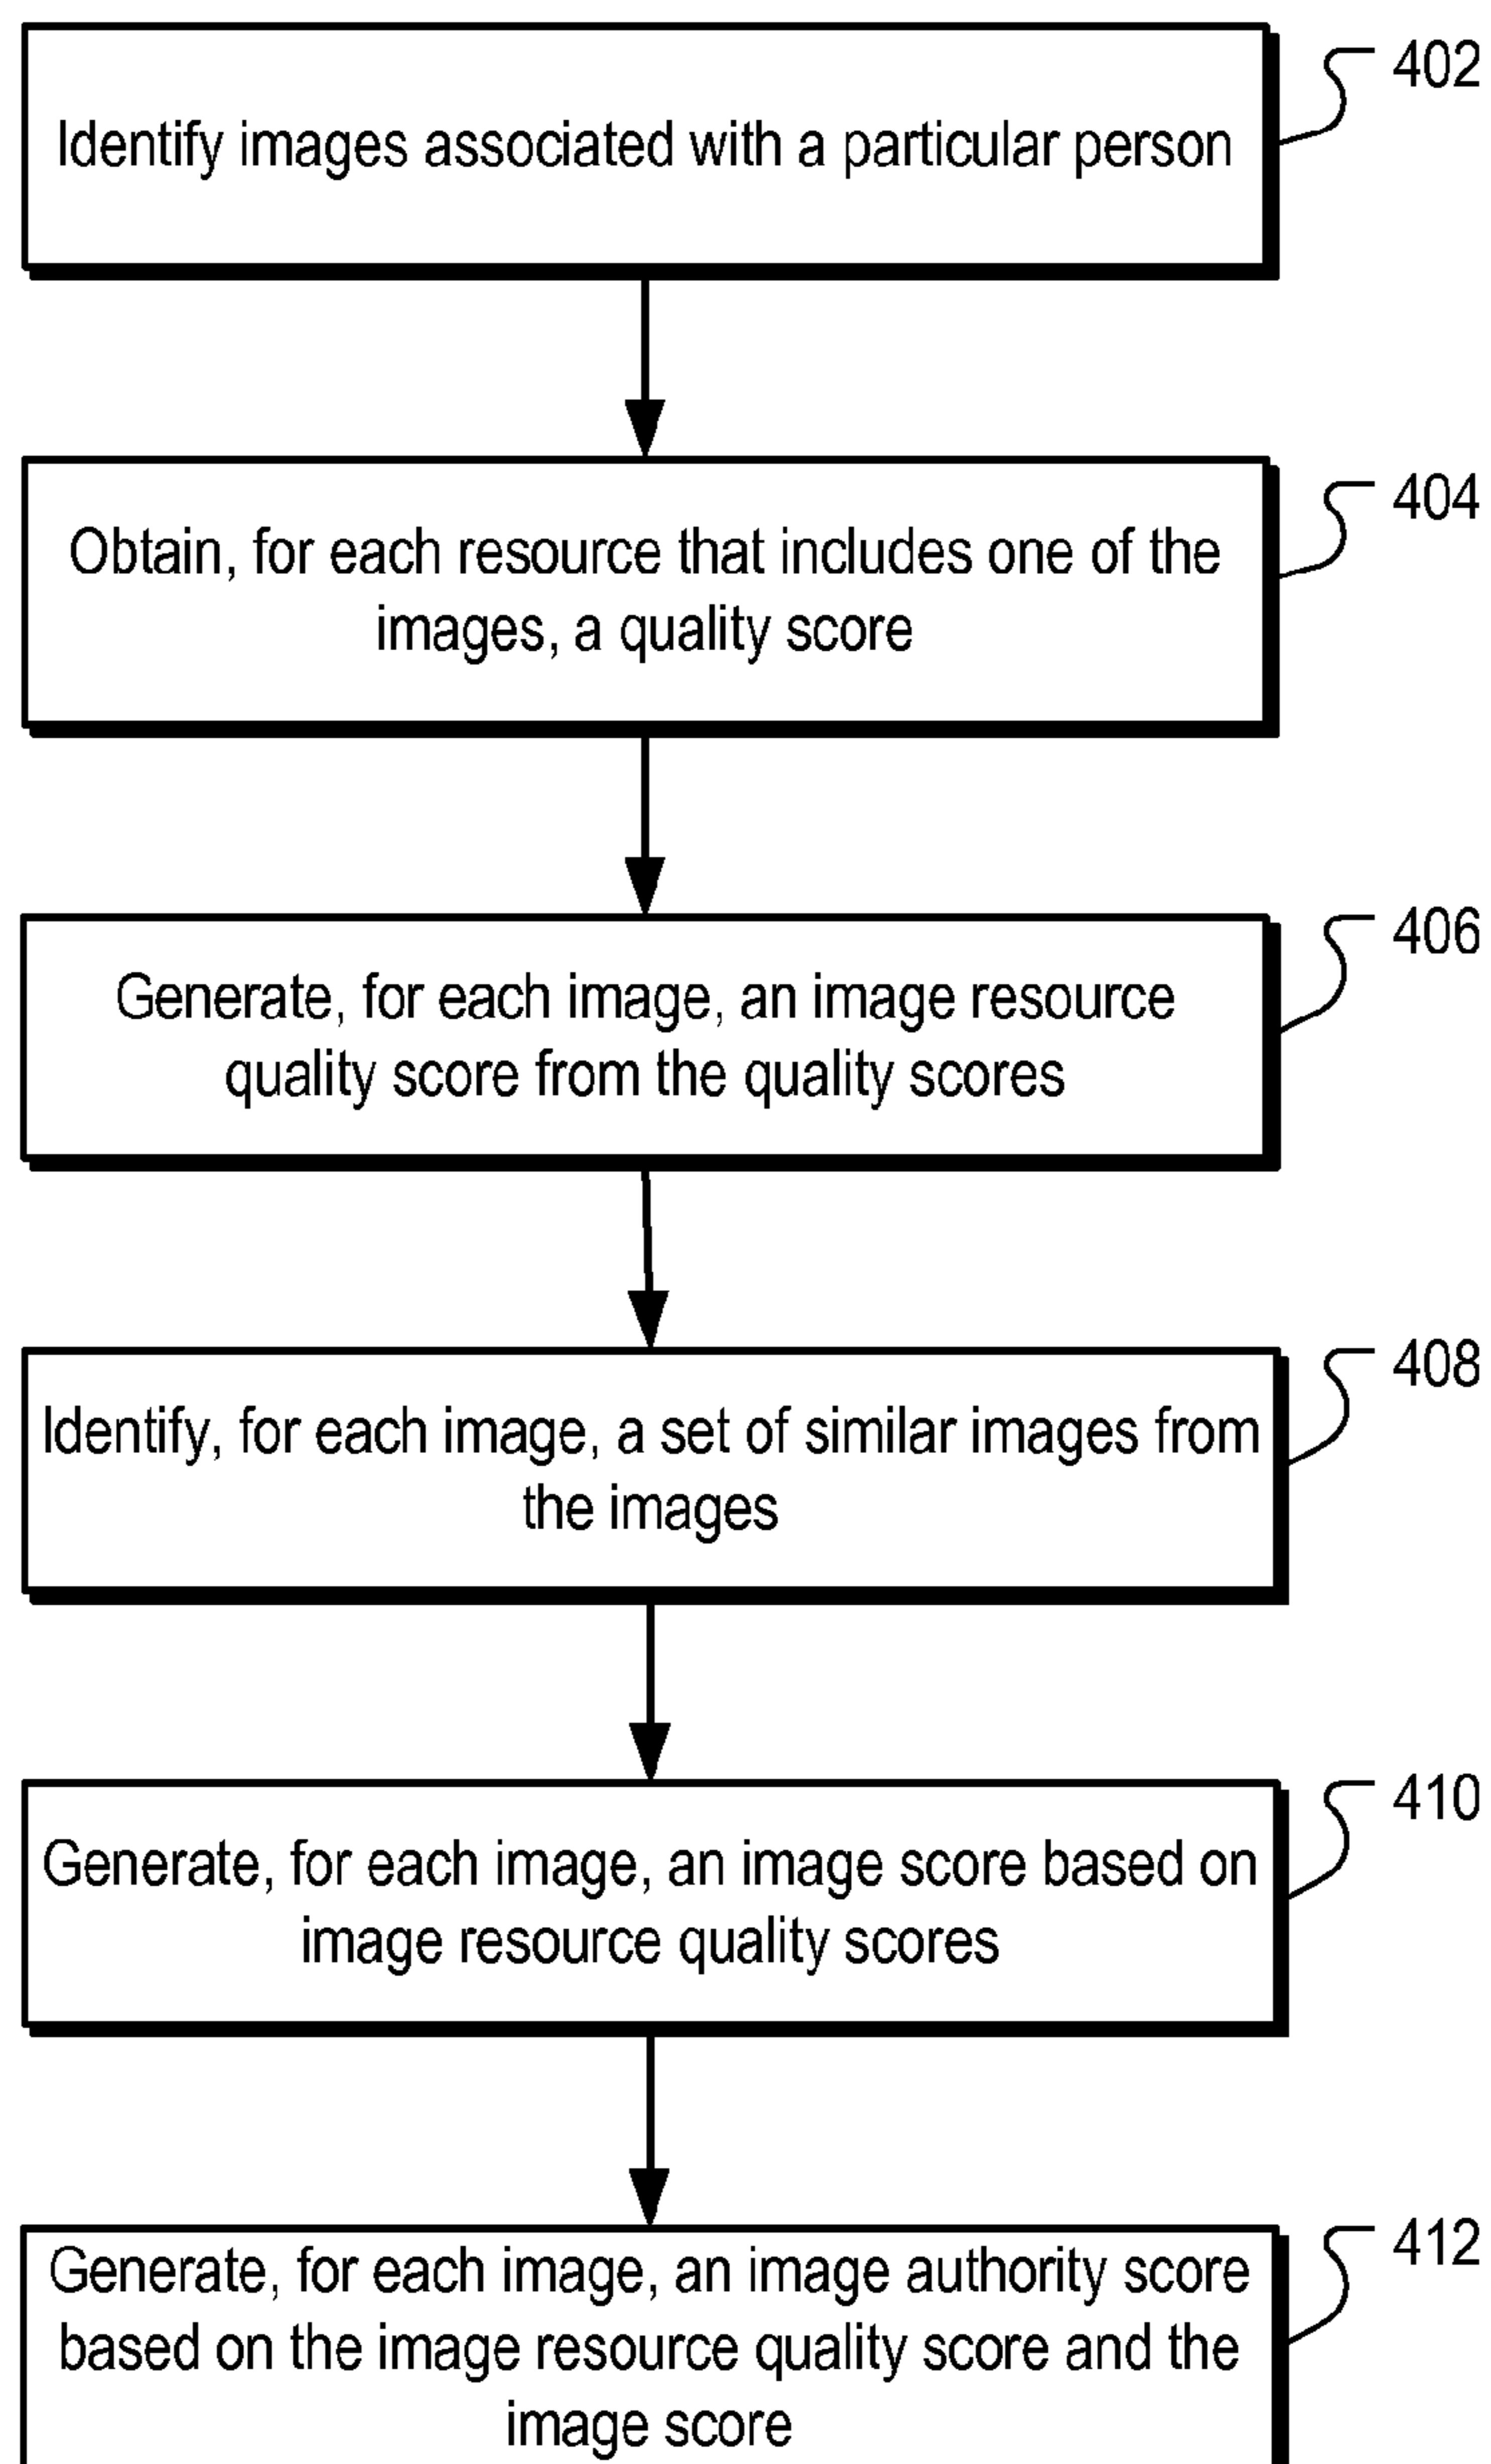 402
Identify images associated with a particular person
404
Obtain, for each resource that includes one of the
images, a quality score
406
Generate, for each image, an image resource
quality score from the quality scores
408
Identify, for each image, a set of similar images from
the images
410
Generate, for each image, an image score based on
image resource quality scores
412
Generate, for each image, an image authority score
based on the image resource quality score and the
image score